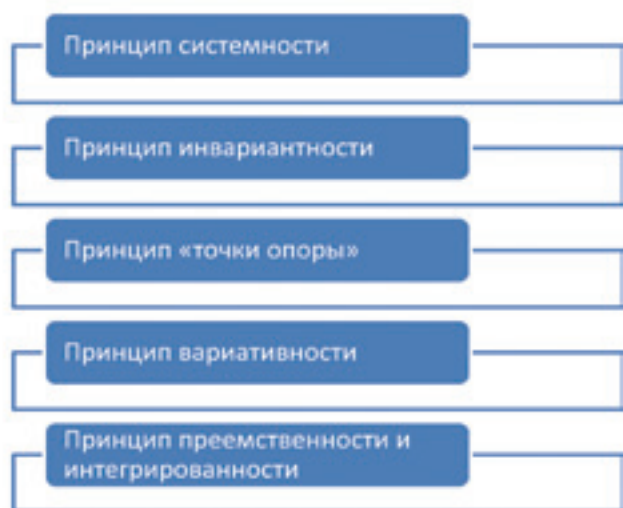 Принцип системности
Принцип инвариантности
Принцип «точки опоры»
Принцип вариативности
Принцип преемственности и
интегрированности